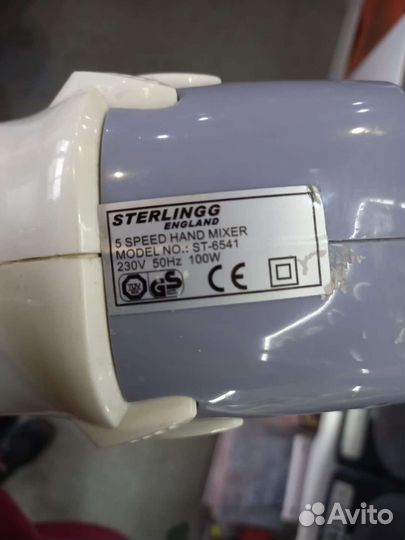 STERLINGG
ENGLAND
5 SPEED HAND MIXER
MODEL NO.: ST-6541
230V 50Hz 100W
GS
CE
Avito